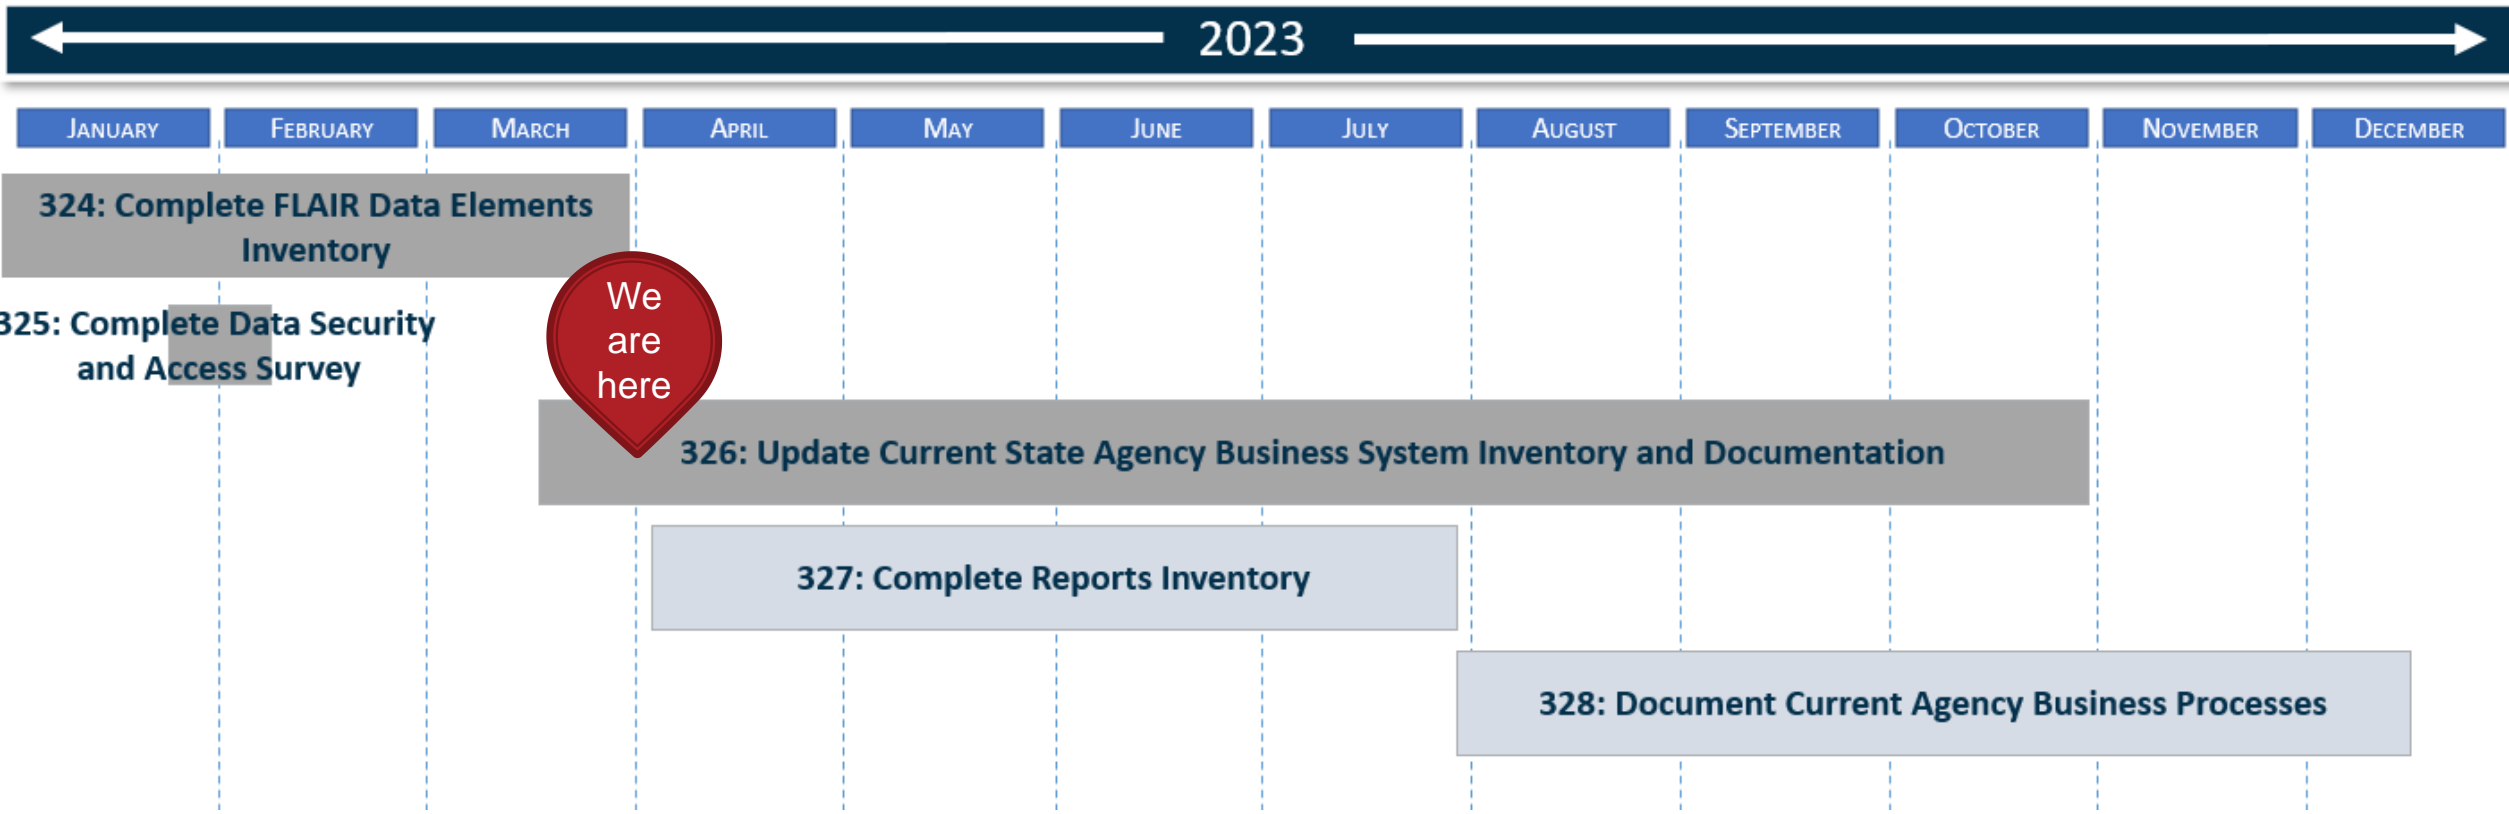 2023
JANUARY
FEBRUARY
MARCH
APRIL
MAY
JUNE
JULY
AUGUST
SEPTEMBER
OCTOBER
NOVEMBER
DECEMBER
324: Complete FLAIR Data Elements
Inventory
325: Complete Data Security
and Access Survey
We
are
here
326: Update Current State Agency Business System Inventory and Documentation
327: Complete Reports Inventory
328: Document Current Agency Business Processes